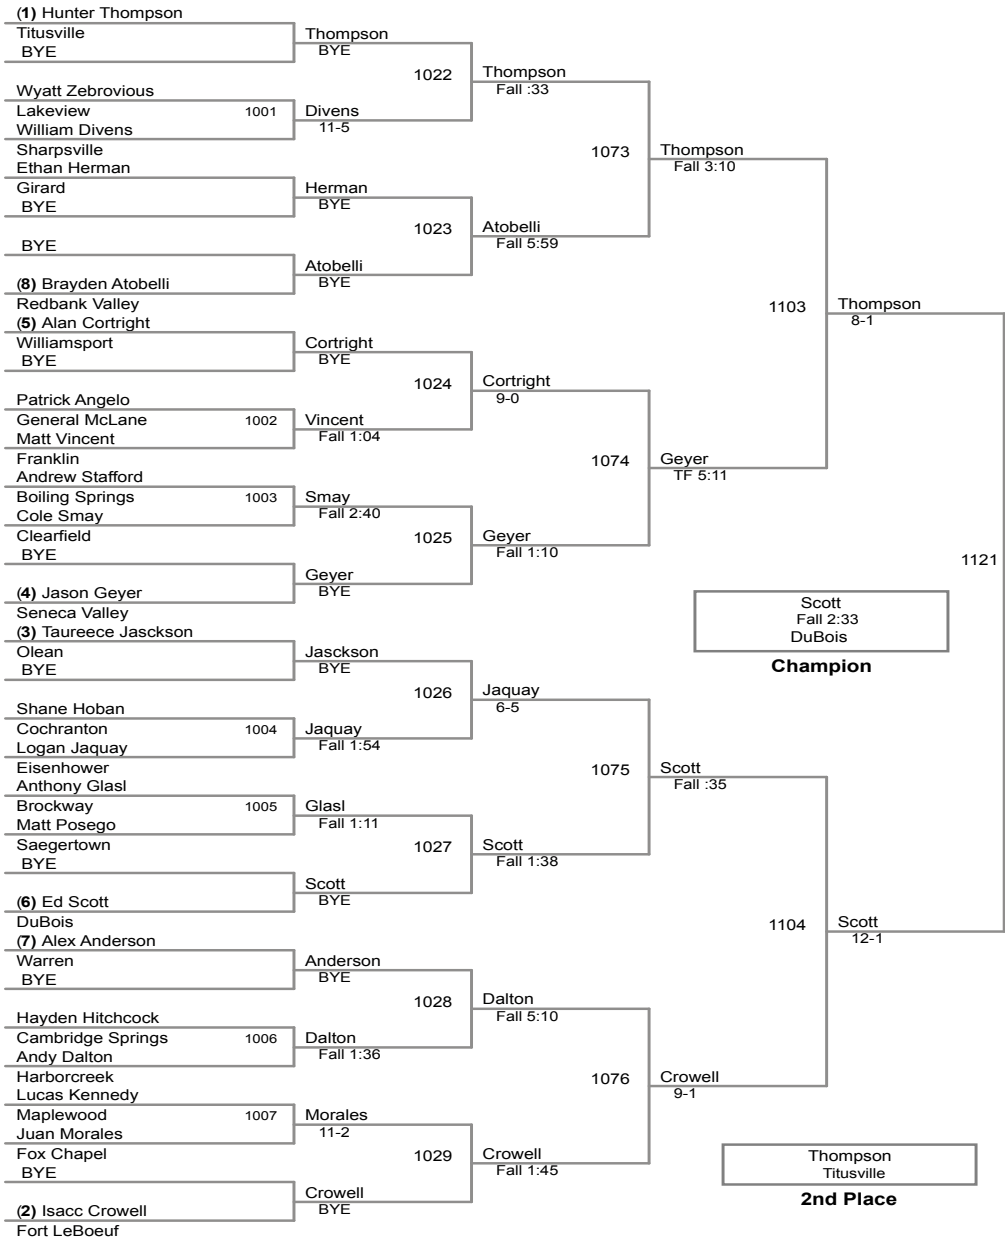 (1) Hunter Thompson
Titusville
BYE
Wyatt Zebrovious
Lakeview
1001
William Divens
Sharpsville
Ethan Herman
Girard
BYE
BYE
(8) Brayden Atobelli
Redbank Valley
(5) Alan Cortright
Williamsport
BYE
Patrick Angelo
General McLane
1002
Matt Vincent
Franklin
Andrew Stafford
Boiling Springs
1003
Cole Smay
Clearfield
BYE
(4) Jason Geyer
Seneca Valley
(3) Taureece Jasckson
Olean
BYE
Shane Hoban
Cochranton
1004
Logan Jaquay
Eisenhower
Anthony Glasl
Brockway
1005
Matt Posego
Saegertown
BYE
(6) Ed Scott
DuBois
(7) Alex Anderson
Warren
BYE
Hayden Hitchcock
Cambridge Springs
1006
Andy Dalton
Harborcreek
Lucas Kennedy
Maplewood
1007
Juan Morales
Fox Chapel
BYE
(2) Isacc Crowell
Fort LeBoeuf
Thompson
BYE
1022
Divens
11-5
Herman
BYE
1023
Atobelli
BYE
Cortright
BYE
1024
Vincent
Fall 1:04
Smay
Fall 2:40
1025
Geyer
BYE
Jasckson
BYE
1026
Jaquay
Fall 1:54
Glasl
Fall 1:11
1027
Scott
BYE
Anderson
BYE
1028
Dalton
Fall 1:36
Morales
11-2
1029
Crowell
BYE
Thompson
Fall :33
1073
Atobelli
Fall 5:59
Cortright
9-0
1074
Geyer
Fall 1:10
Jaquay
6-5
1075
Scott
Fall 1:38
Dalton
Fall 5:10
1076
Crowell
Fall 1:45
Thompson
Fall 3:10
1103
Geyer
TF 5:11
Scott
Fall :35
1104
Crowell
9-1
Thompson
8-1
1121
Scott
12-1
Scott
Fall 2:33
DuBois
Champion
Thompson
Titusville
2nd Place